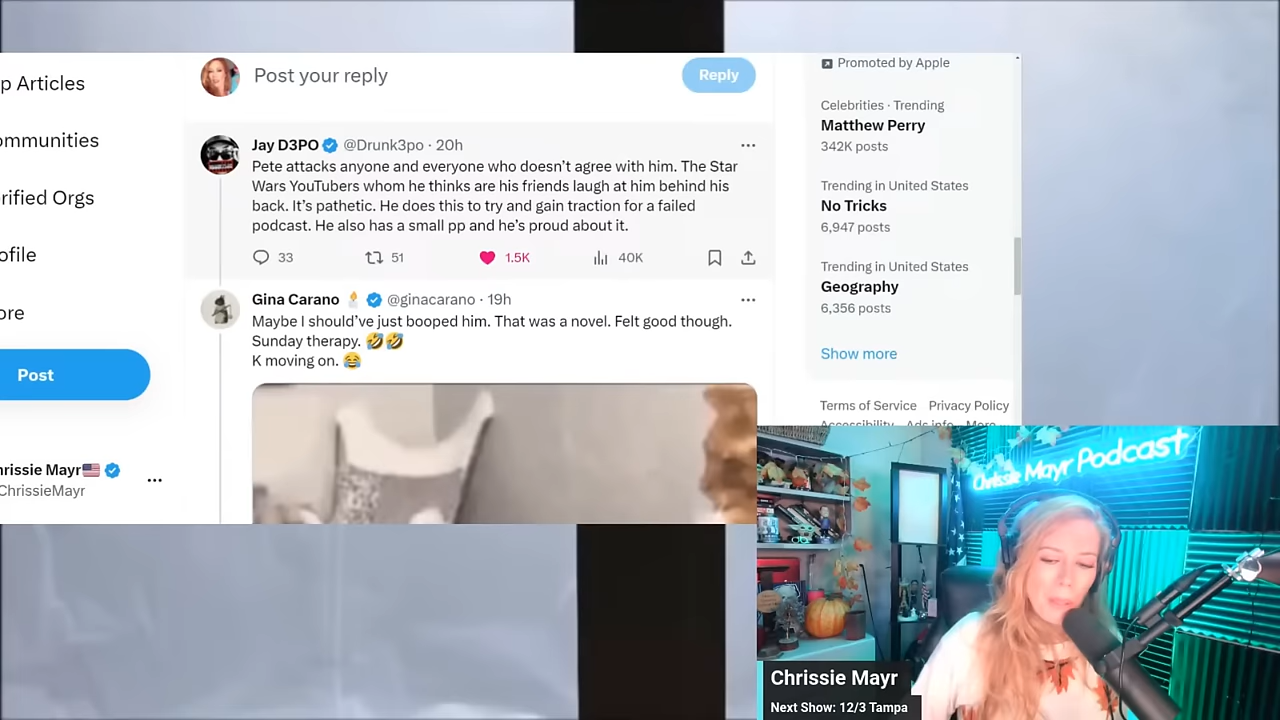 p Articles
ommunities
rified Orgs
ofile
ore
Post
hrissie Mayr🇺🇸
ChrissieMayr
Post your reply
Reply
Jay D3PO @Drunk3po · 20h
Pete attacks anyone and everyone who doesn't agree with him. The Star
Wars YouTubers whom he thinks are his friends laugh at him behind his
back. It's pathetic. He does this to try and gain traction for a failed
podcast. He also has a small pp and he's proud about it.
33 51 1.5K 40K
Gina Carano 🕯️ @ginacarano · 19h
Maybe I should've just booped him. That was a novel. Felt good though.
Sunday therapy. 🤣🤣
K moving on. 😂
Promoted by Apple
Celebrities · Trending
Matthew Perry
342K posts
Trending in United States
No Tricks
6,947 posts
Trending in United States
Geography
6,356 posts
Show more
Terms of Service Privacy Policy
Accessibility Ads info More
Chrissie Mayr Podcast
Chrissie Mayr
Next Show: 12/3 Tampa